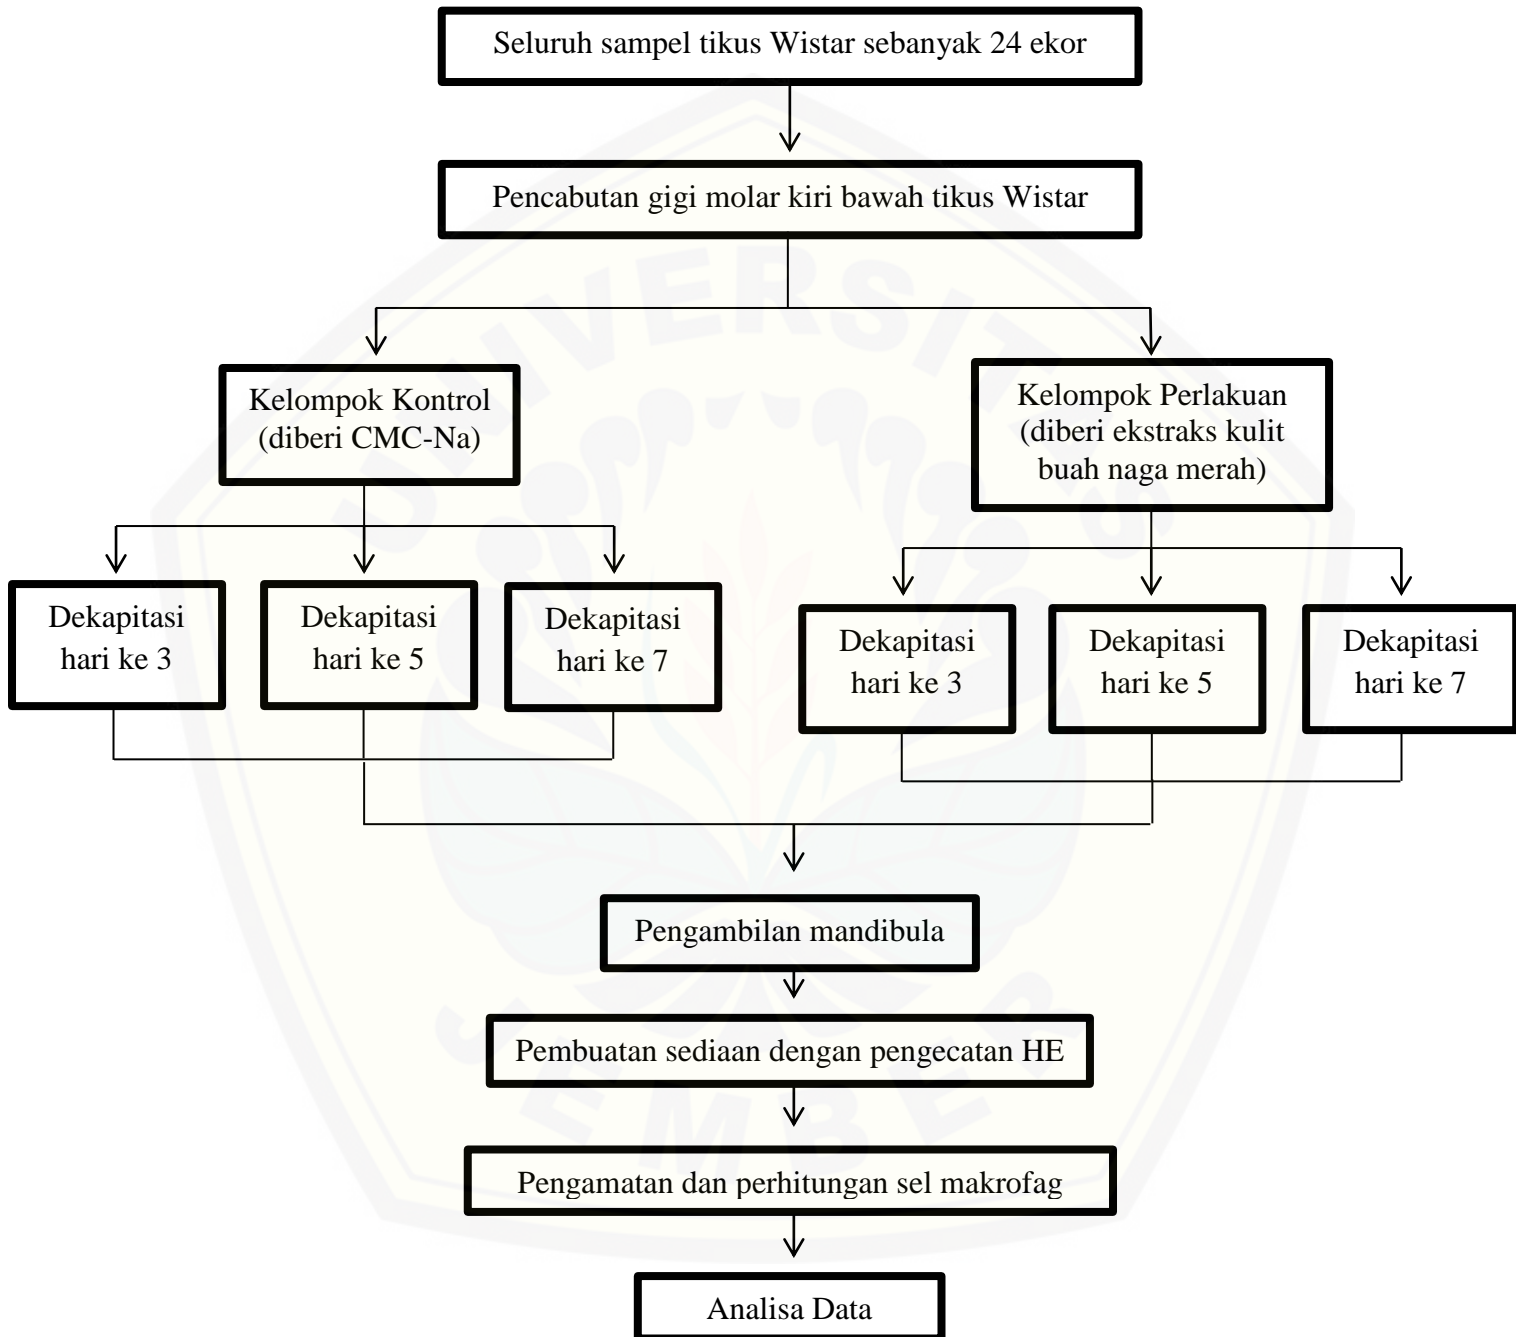 Seluruh sampel tikus Wistar sebanyak 24 ekor
Pencabutan gigi molar kiri bawah tikus Wistar
Kelompok Kontrol
(diberi CMC-Na)
Kelompok Perlakuan
(diberi ekstraks kulit
buah naga merah)
Dekapitasi
hari ke 3
Dekapitasi
hari ke 5
Dekapitasi
hari ke 7
Dekapitasi
hari ke 3
Dekapitasi
hari ke 5
Dekapitasi
hari ke 7
Pengambilan mandibula
Pembuatan sediaan dengan pengecatan HE
Pengamatan dan perhitungan sel makrofag
Analisa Data
UNIVERSITAS
JEMBER